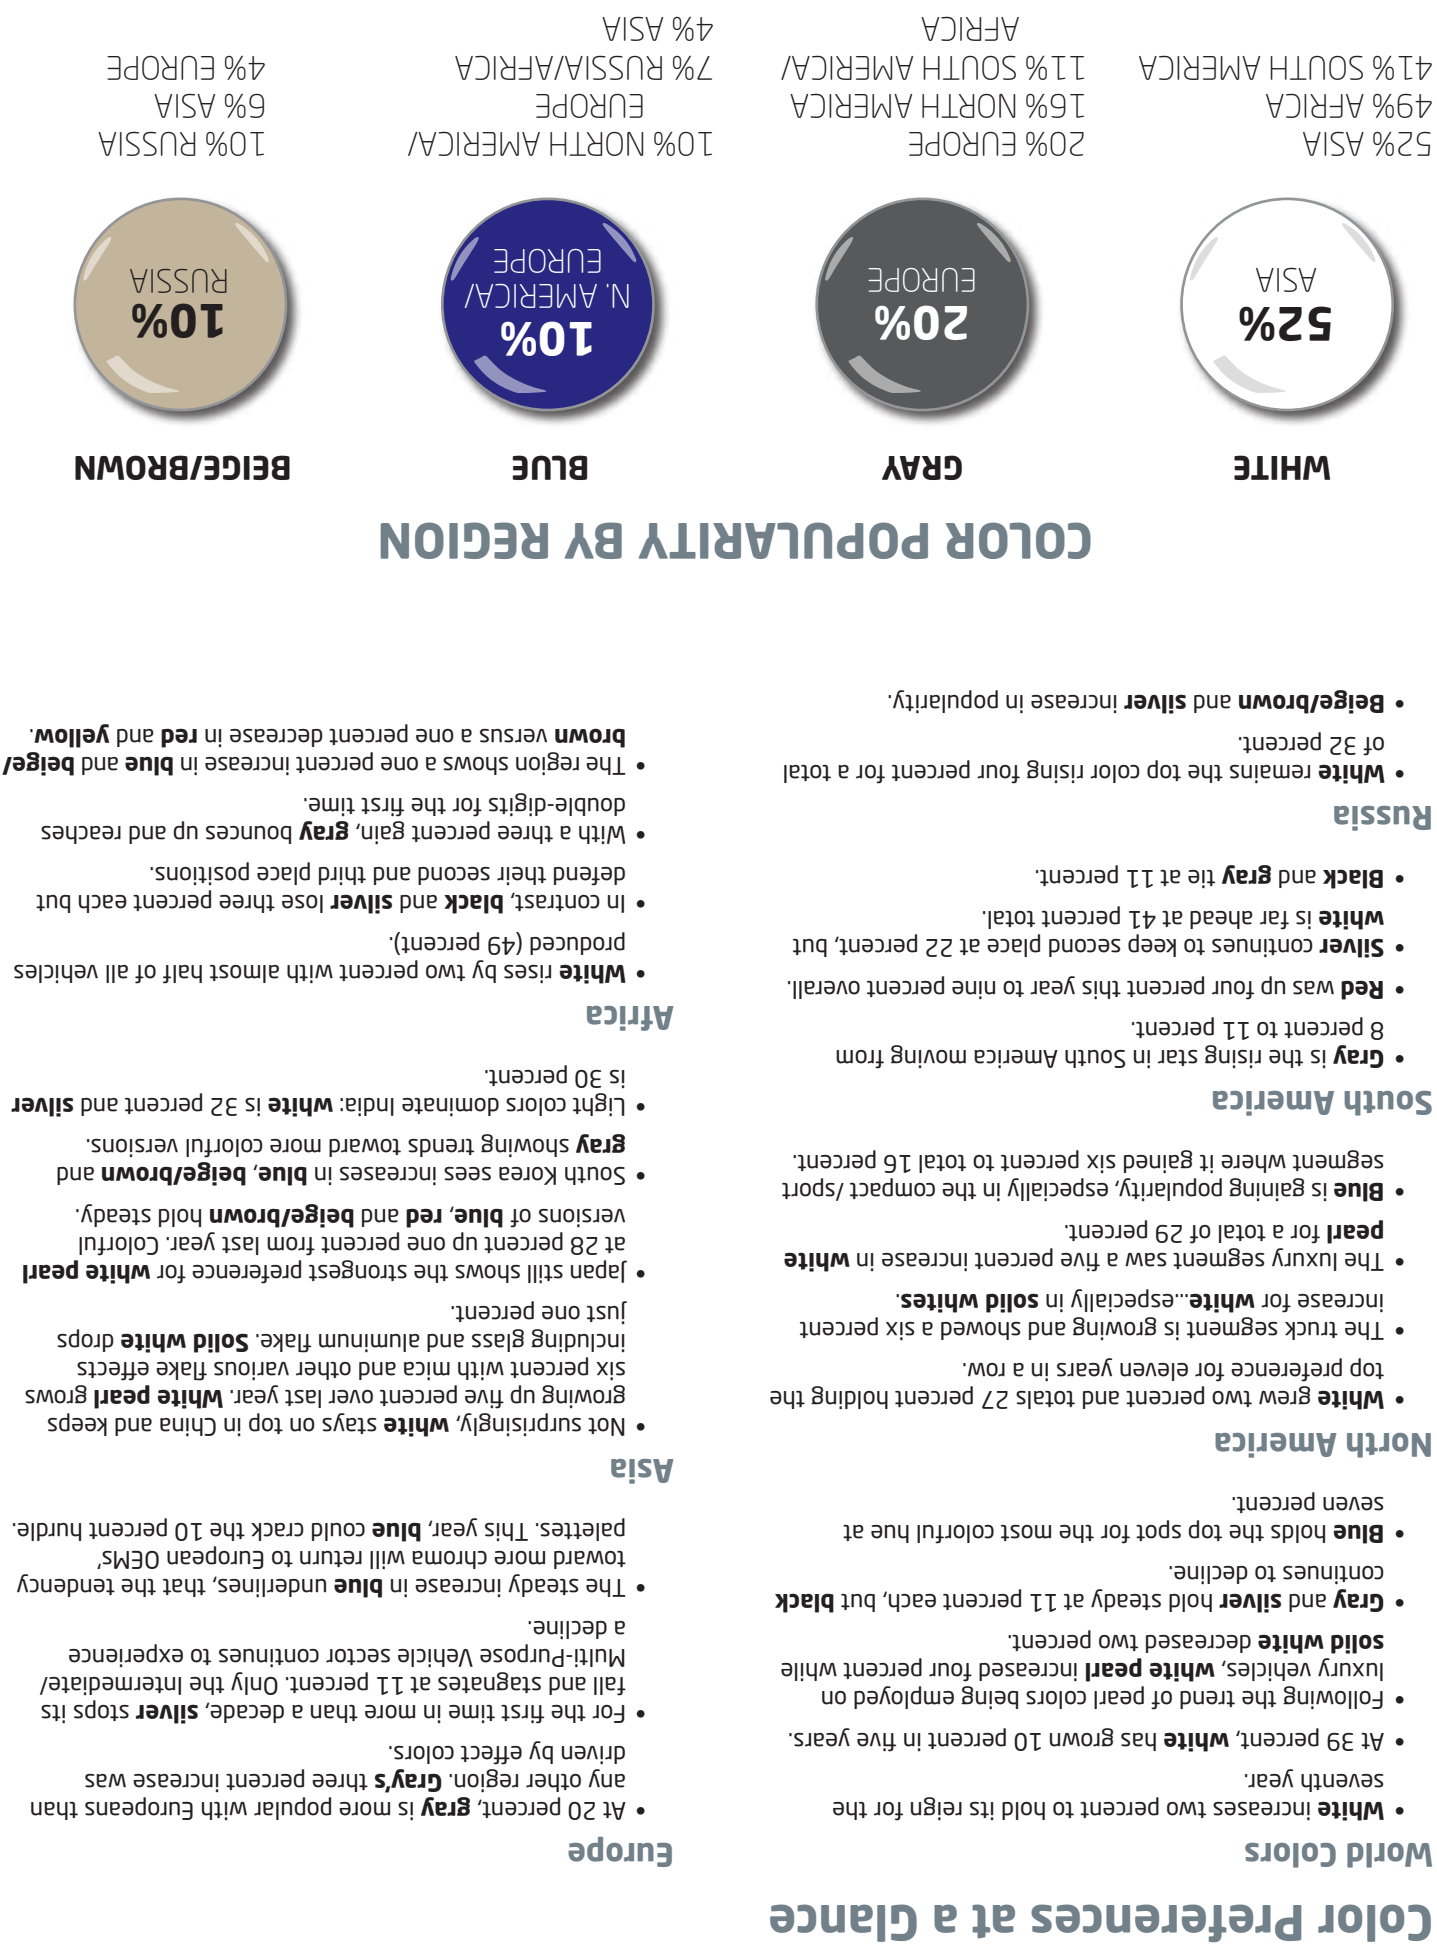 Color Preferences at a Glance
World Colors
• White increases two percent to hold its reign for the
seventh year.
• At 39 percent, white has grown 10 percent in five years.
• Following the trend of pearl colors being employed on
luxury vehicles, white pearl increased four percent while
solid white decreased two percent.
• Gray and silver hold steady at 11 percent each, but black
continues to decline.
• Blue holds the top spot for the most colorful hue at
seven percent.
North America
• White grew two percent and totals 27 percent holding the
top preference for eleven years in a row.
• The truck segment is growing and showed a six percent
increase for white...especially in solid whites.
• The luxury segment saw a five percent increase in white
pearl for a total of 29 percent.
• Blue is gaining popularity, especially in the compact /sport
segment where it gained six percent to total 16 percent.
South America
• Gray is the rising star in South America moving from
8 percent to 11 percent.
• Red was up four percent this year to nine percent overall.
• Silver continues to keep second place at 22 percent, but
white is far ahead at 41 percent total.
• Black and gray tie at 11 percent.
Russia
• White remains the top color rising four percent for a total
of 32 percent.
• Beige/brown and silver increase in popularity.
Europe
• At 20 percent, gray is more popular with Europeans than
any other region. Gray's three percent increase was
driven by effect colors.
• For the first time in more than a decade, silver stops its
fall and stagnates at 11 percent. Only the Intermediate/
Multi-Purpose Vehicle sector continues to experience
a decline.
• The steady increase in blue underlines, that the tendency
toward more chroma will return to European OEMs'
palettes. This year, blue could crack the 10 percent hurdle.
Asia
• Not surprisingly, white stays on top in China and keeps
growing up five percent over last year. White pearl grows
six percent with mica and other various flake effects
including glass and aluminum flake. Solid white drops
just one percent.
• Japan still shows the strongest preference for white pearl
at 28 percent up one percent from last year. Colorful
versions of blue, red and beige/brown hold steady.
• South Korea sees increases in blue, beige/brown and
gray showing trends toward more colorful versions.
• Light colors dominate India: white is 32 percent and silver
is 30 percent.
Africa
• White rises by two percent with almost half of all vehicles
produced (49 percent).
• In contrast, black and silver lose three percent each but
defend their second and third place positions.
• With a three percent gain, gray bounces up and reaches
double-digits for the first time.
• The region shows a one percent increase in blue and beige/
brown versus a one percent decrease in red and yellow.
COLOR POPULARITY BY REGION
WHITE
52%
ASIA
52% ASIA
49% AFRICA
41% SOUTH AMERICA
GRAY
20%
EUROPE
20% EUROPE
16% NORTH AMERICA
11% SOUTH AMERICA/
AFRICA
BLUE
10%
N. AMERICA/
EUROPE
10% NORTH AMERICA/
EUROPE
7% RUSSIA/AFRICA
4% ASIA
BEIGE/BROWN
10%
RUSSIA
10% RUSSIA
6% ASIA
4% EUROPE